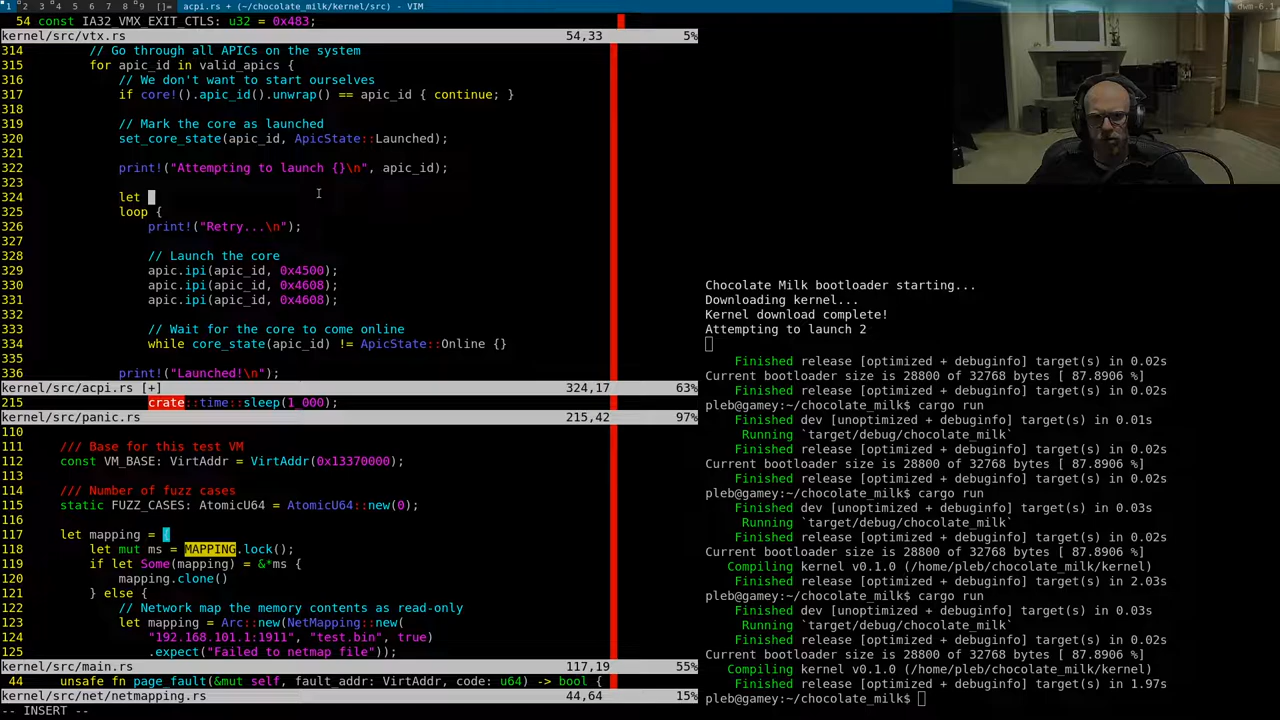 1 2 3 4 5 6 7 8 9 []= acpi.rs + (~/chocolate_milk/kernel/src) - VIM dwm-6.1
54 const IA32_VMX_EXIT_CTLS: u32 = 0x483;
kernel/src/vtx.rs 54,33 5%
314 // Go through all APICs on the system
315 for apic_id in valid_apics {
316 // We don't want to start ourselves
317 if core!().apic_id().unwrap() == apic_id { continue; }
318
319 // Mark the core as launched
320 set_core_state(apic_id, ApicState::Launched);
321
322 print!("Attempting to launch {}\n", apic_id);
323
324 let
325 loop {
326 print!("Retry...\n");
327
328 // Launch the core
329 apic.ipi(apic_id, 0x4500);
330 apic.ipi(apic_id, 0x4608);
331 apic.ipi(apic_id, 0x4608);
332
333 // Wait for the core to come online
334 while core_state(apic_id) != ApicState::Online {}
335
336 print!("Launched!\n");
kernel/src/acpi.rs [+] 324,17 63%
215 crate::time::sleep(1_000);
kernel/src/panic.rs 215,42 97%
110
111 /// Base for this test VM
112 const VM_BASE: VirtAddr = VirtAddr(0x13370000);
113
114 /// Number of fuzz cases
115 static FUZZ_CASES: AtomicU64 = AtomicU64::new(0);
116
117 let mapping = {
118 let mut ms = MAPPING.lock();
119 if let Some(mapping) = &*ms {
120 mapping.clone()
121 } else {
122 // Network map the memory contents as read-only
123 let mapping = Arc::new(NetMapping::new(
124 "192.168.101.1:1911", "test.bin", true)
125 .expect("Failed to netmap file"));
kernel/src/main.rs 117,19 55%
44 unsafe fn page_fault(&mut self, fault_addr: VirtAddr, code: u64) -> bool {
kernel/src/net/netmapping.rs 44,64 15%
-- INSERT --
Chocolate Milk bootloader starting...
Downloading kernel...
Kernel download complete!
Attempting to launch 2
Finished release [optimized + debuginfo] target(s) in 0.02s
Current bootloader size is 28800 of 32768 bytes [ 87.8906 %]
Finished release [optimized + debuginfo] target(s) in 0.02s
pleb@gamey:~/chocolate_milk$ cargo run
Finished dev [unoptimized + debuginfo] target(s) in 0.01s
Running `target/debug/chocolate_milk`
Finished release [optimized + debuginfo] target(s) in 0.02s
Current bootloader size is 28800 of 32768 bytes [ 87.8906 %]
Finished release [optimized + debuginfo] target(s) in 0.02s
pleb@gamey:~/chocolate_milk$ cargo run
Finished dev [unoptimized + debuginfo] target(s) in 0.03s
Running `target/debug/chocolate_milk`
Finished release [optimized + debuginfo] target(s) in 0.02s
Current bootloader size is 28800 of 32768 bytes [ 87.8906 %]
Compiling kernel v0.1.0 (/home/pleb/chocolate_milk/kernel)
Finished release [optimized + debuginfo] target(s) in 2.03s
pleb@gamey:~/chocolate_milk$ cargo run
Finished dev [unoptimized + debuginfo] target(s) in 0.03s
Running `target/debug/chocolate_milk`
Finished release [optimized + debuginfo] target(s) in 0.02s
Current bootloader size is 28800 of 32768 bytes [ 87.8906 %]
Compiling kernel v0.1.0 (/home/pleb/chocolate_milk/kernel)
Finished release [optimized + debuginfo] target(s) in 1.97s
pleb@gamey:~/chocolate_milk$